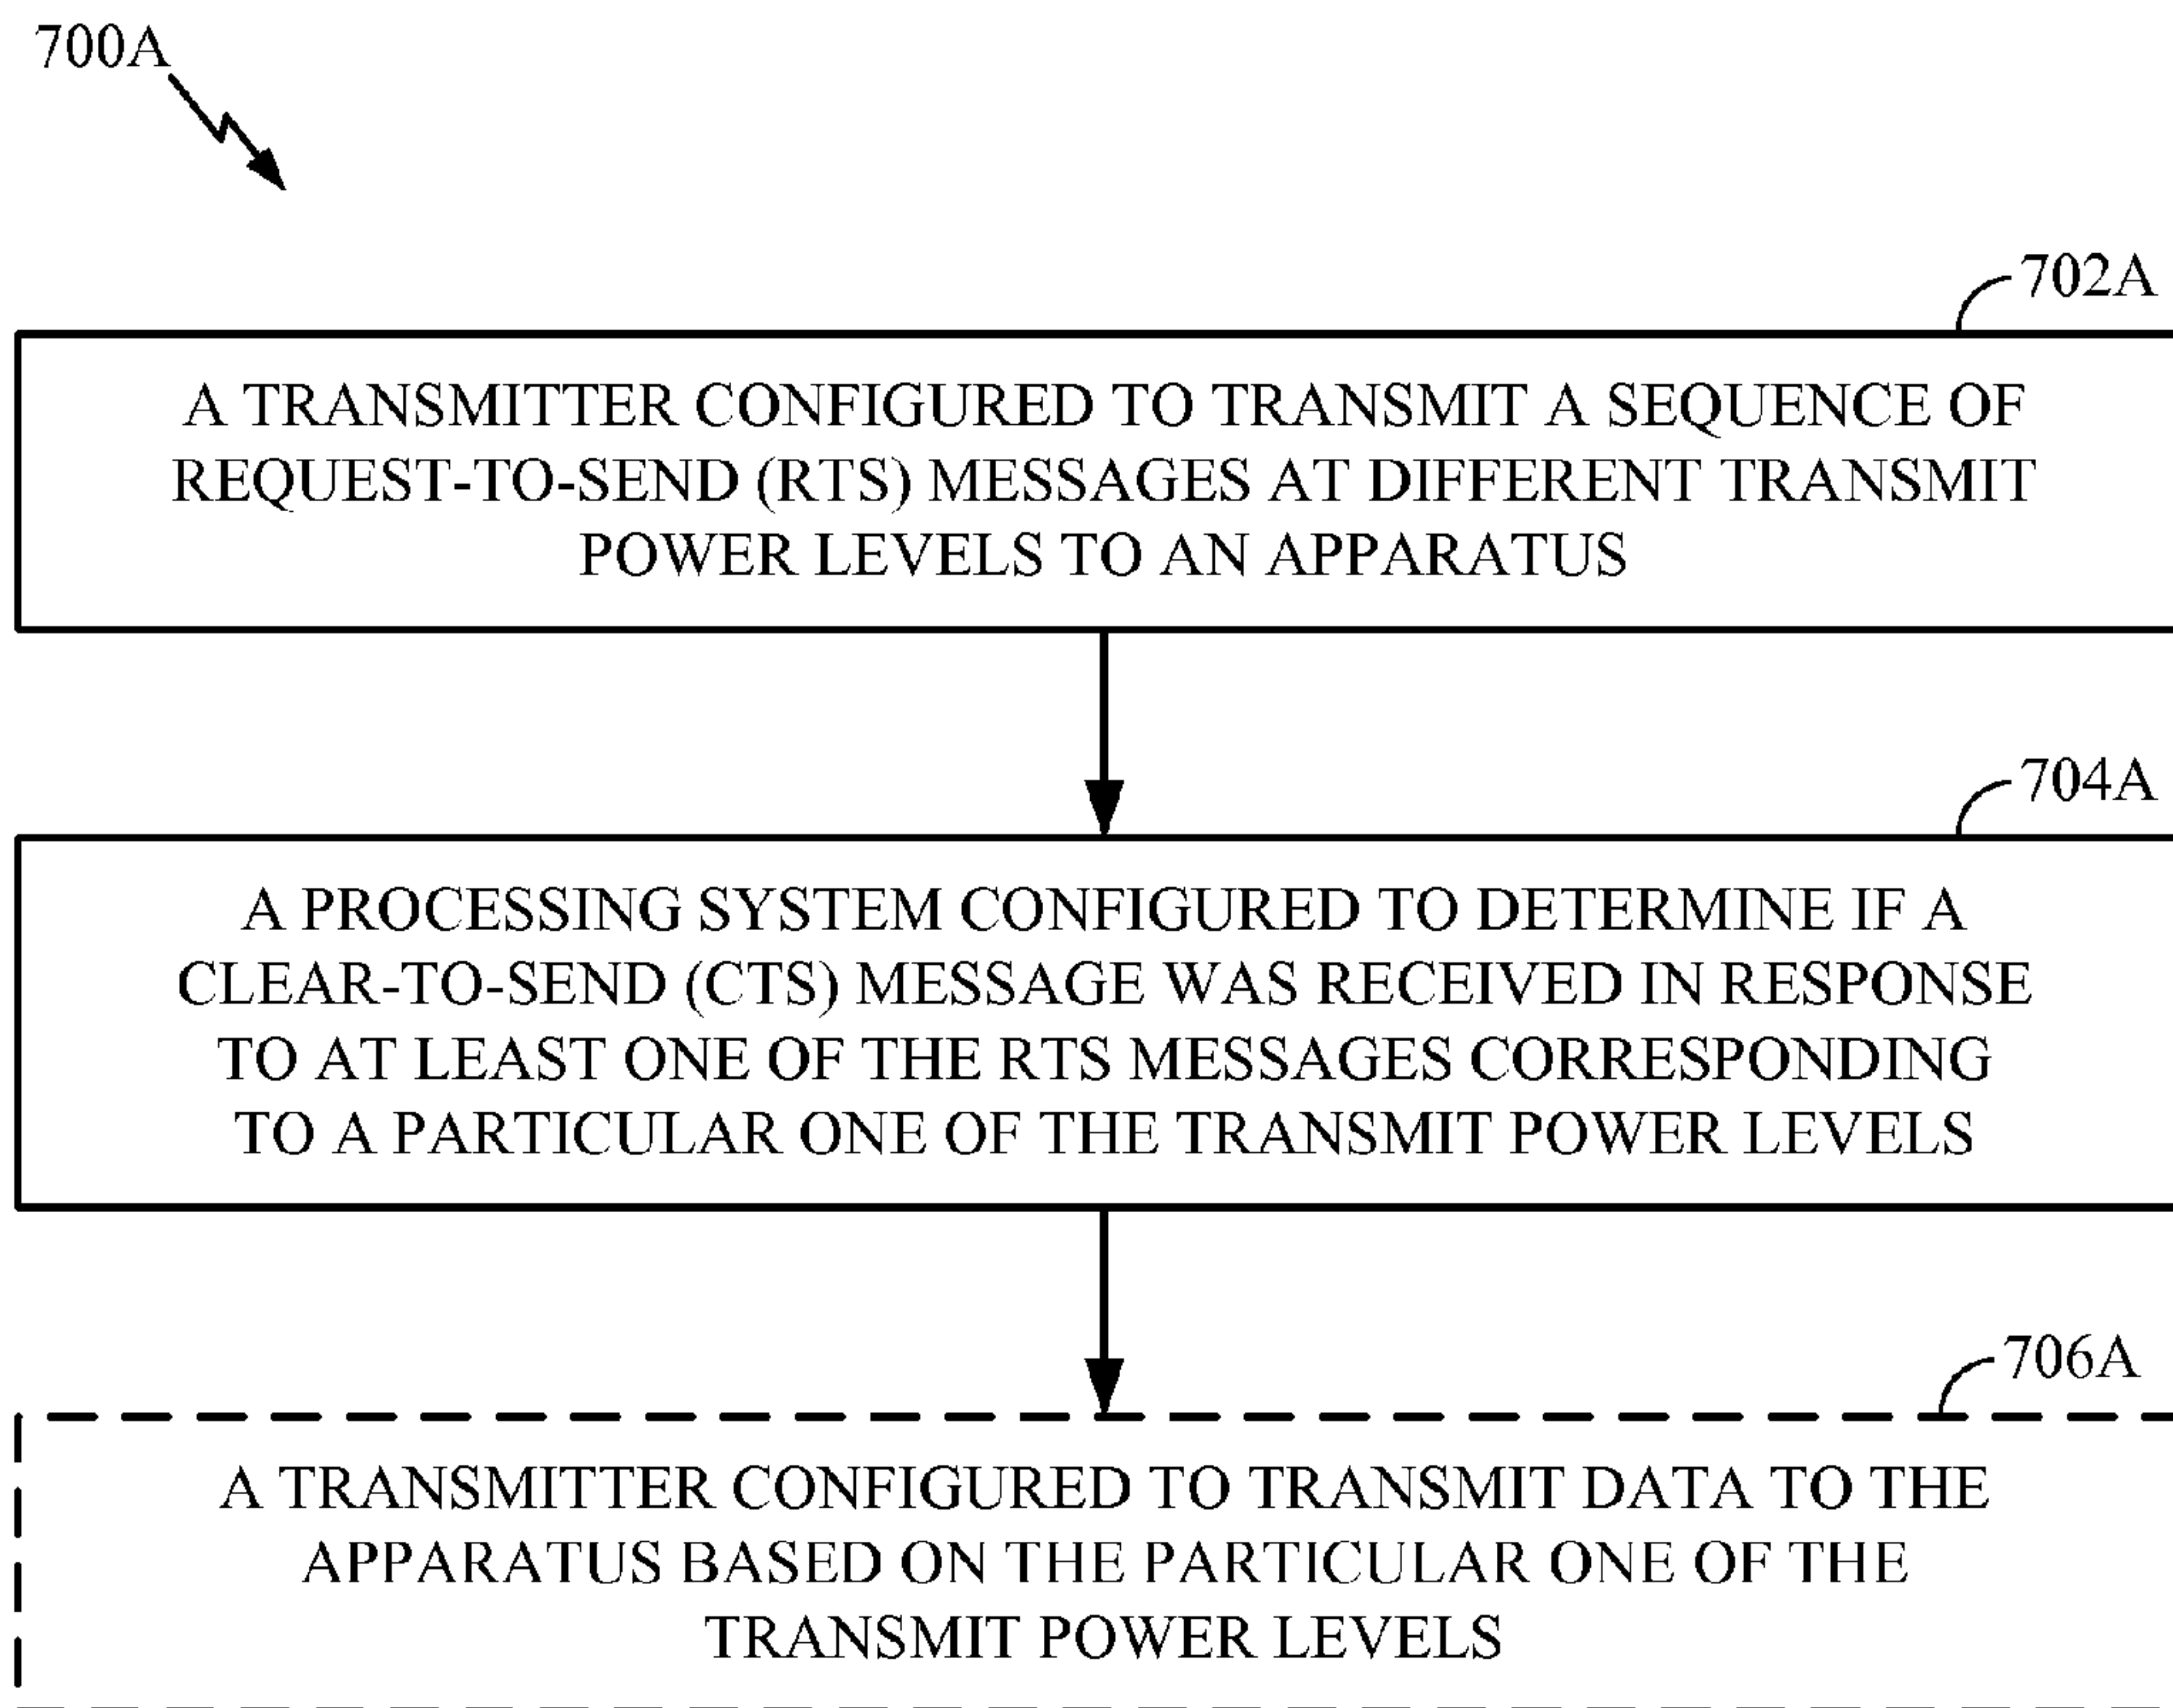 700A
702A
A TRANSMITTER CONFIGURED TO TRANSMIT A SEQUENCE OF
REQUEST-TO-SEND (RTS) MESSAGES AT DIFFERENT TRANSMIT
POWER LEVELS TO AN APPARATUS
704A
A PROCESSING SYSTEM CONFIGURED TO DETERMINE IF A
CLEAR-TO-SEND (CTS) MESSAGE WAS RECEIVED IN RESPONSE
TO AT LEAST ONE OF THE RTS MESSAGES CORRESPONDING
TO A PARTICULAR ONE OF THE TRANSMIT POWER LEVELS
706A
A TRANSMITTER CONFIGURED TO TRANSMIT DATA TO THE
APPARATUS BASED ON THE PARTICULAR ONE OF THE
TRANSMIT POWER LEVELS